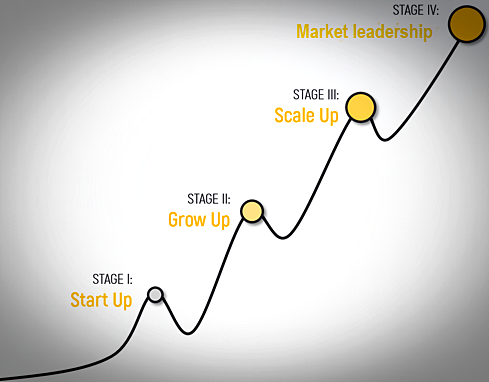 STAGE IV:
Market leadership
STAGE III:
Scale Up
STAGE II:
Grow Up
STAGE I:
Start Up